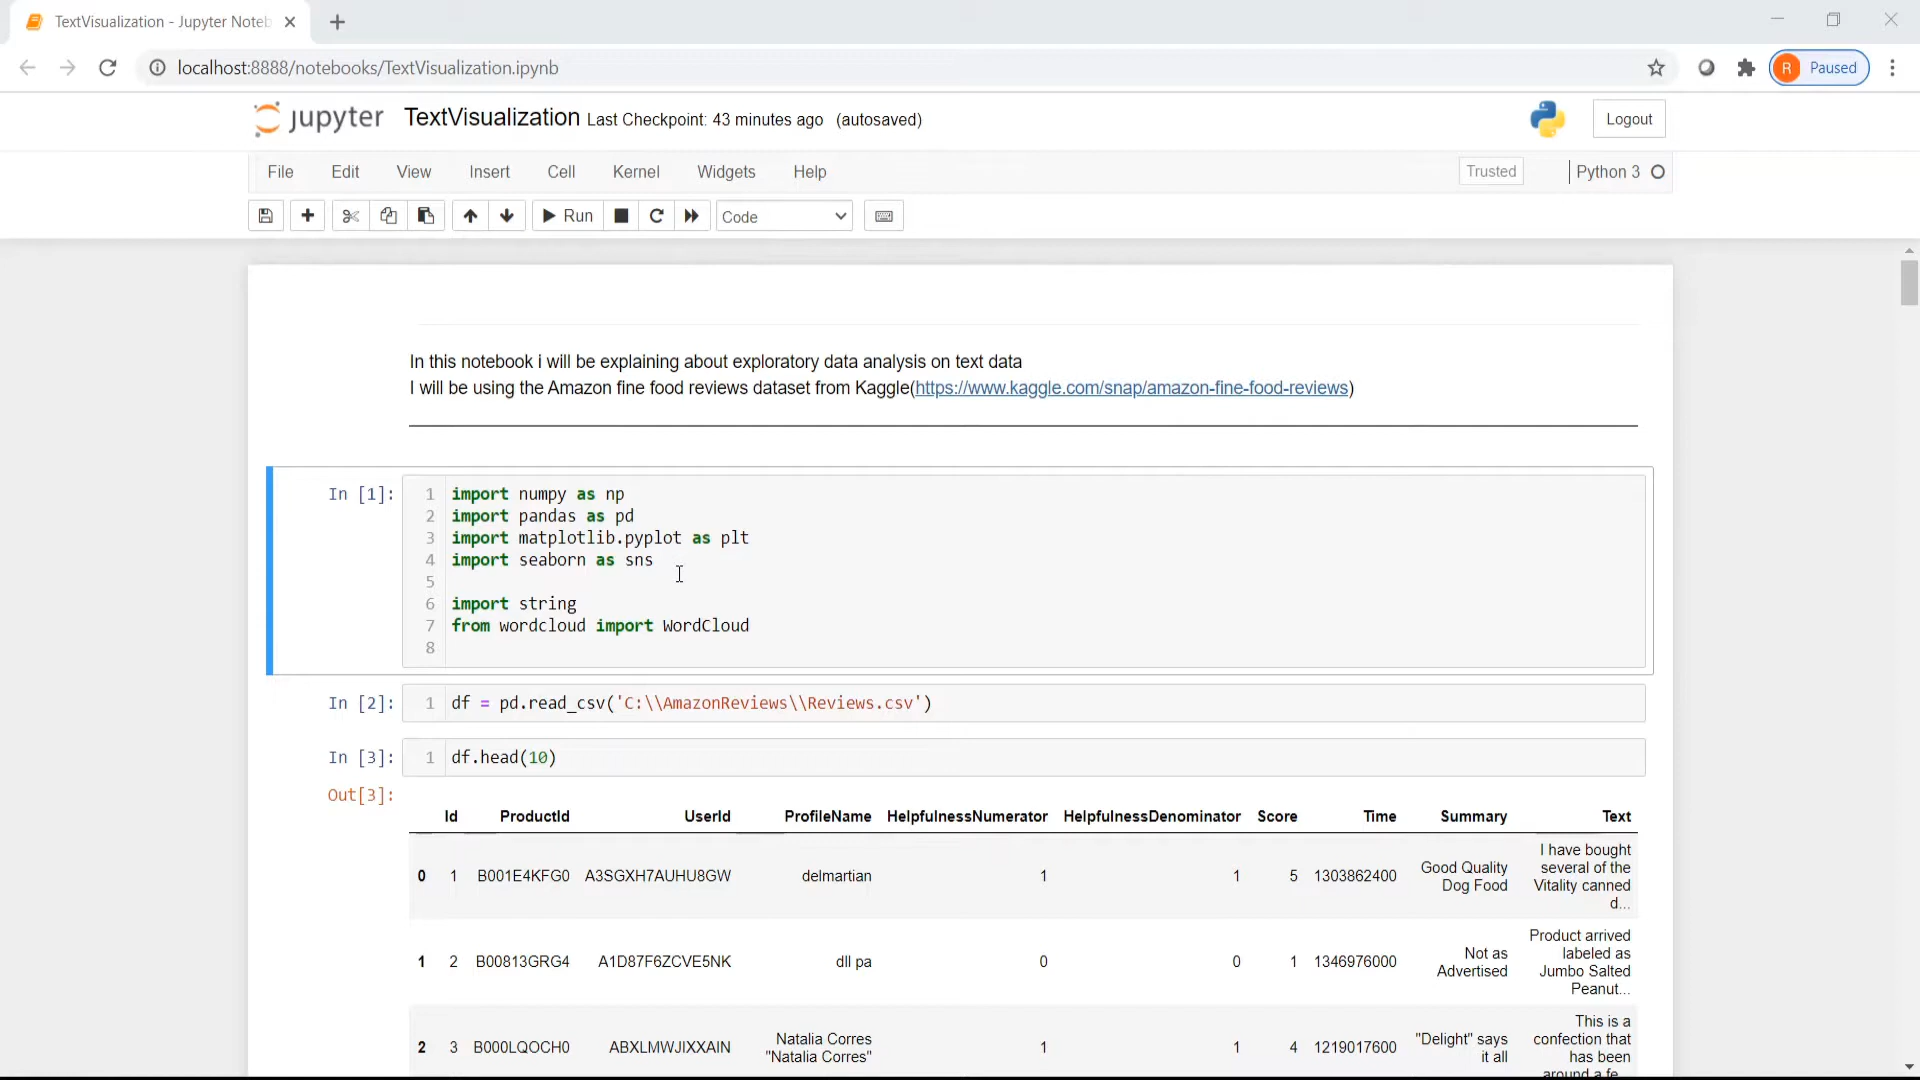 TextVisualization - Jupyter Noteb
localhost:8888/notebooks/TextVisualization.ipynb
R Paused
jupyter TextVisualization Last Checkpoint: 43 minutes ago (autosaved)
Logout
File Edit View Insert Cell Kernel Widgets Help
Trusted Python 3
Run Code
In this notebook i will be explaining about exploratory data analysis on text data
I will be using the Amazon fine food reviews dataset from Kaggle(https://www.kaggle.com/snap/amazon-fine-food-reviews)
In [1]:
1 import numpy as np
2 import pandas as pd
3 import matplotlib.pyplot as plt
4 import seaborn as sns
5
6 import string
7 from wordcloud import WordCloud
8
In [2]: 1 df = pd.read_csv('C:\\AmazonReviews\\Reviews.csv')
In [3]: 1 df.head(10)
Out[3]:
Id ProductId UserId ProfileName HelpfulnessNumerator HelpfulnessDenominator Score Time Summary Text
0 1 B001E4KFG0 A3SGXH7AUHU8GW delmartian 1 1 5 1303862400
Good Quality
Dog Food
I have bought
several of the
Vitality canned
d...
1 2 B00813GRG4 A1D87F6ZCVE5NK dll pa 0 0 1 1346976000
Not as
Advertised
Product arrived
labeled as
Jumbo Salted
Peanut...
2 3 B000LQOCH0 ABXLMWJIXXAIN
Natalia Corres
"Natalia Corres"
1 1 4 1219017600
"Delight" says
it all
This is a
confection that
has been
around a fe...